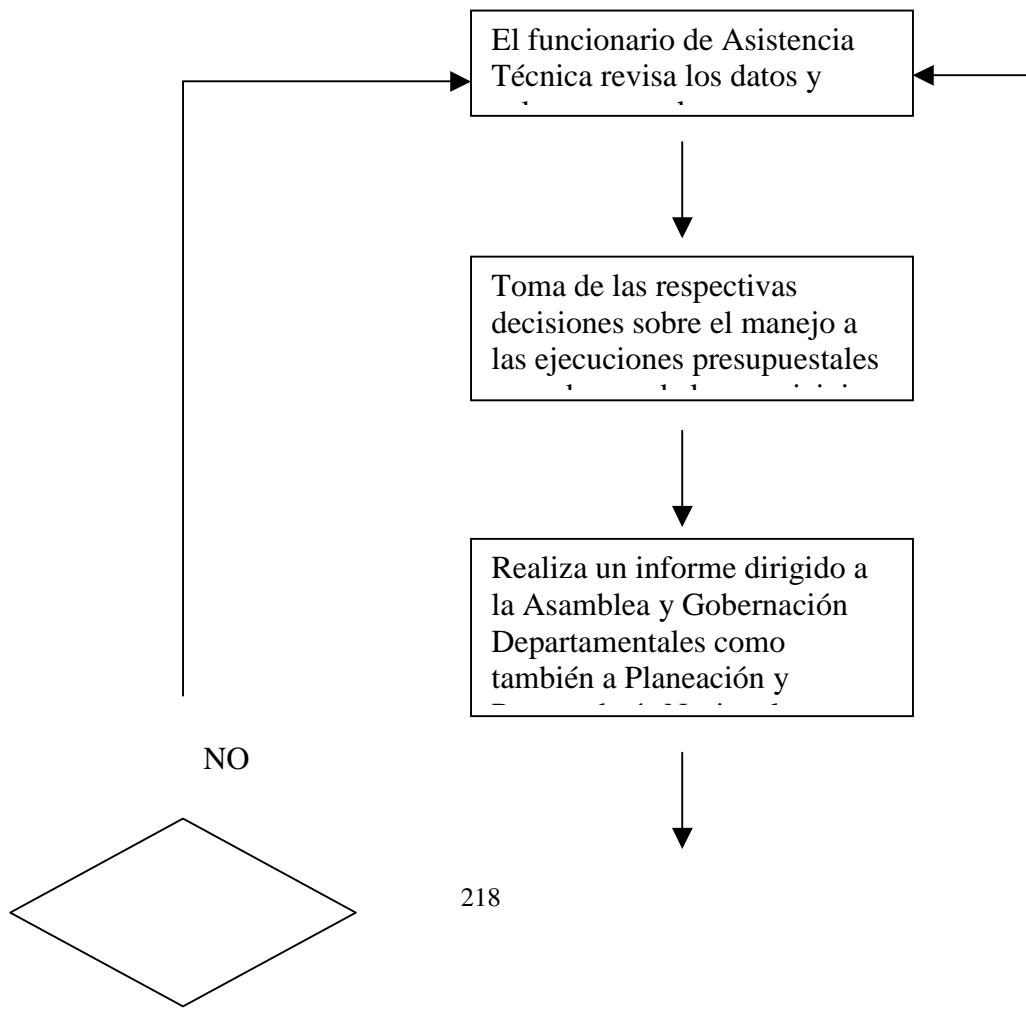 El funcionario de Asistencia
Técnica revisa los datos y
Toma de las respectivas
decisiones sobre el manejo a
las ejecuciones presupuestales
Realiza un informe dirigido a
la Asamblea y Gobernación
Departamentales como
también a Planeación y
NO
218